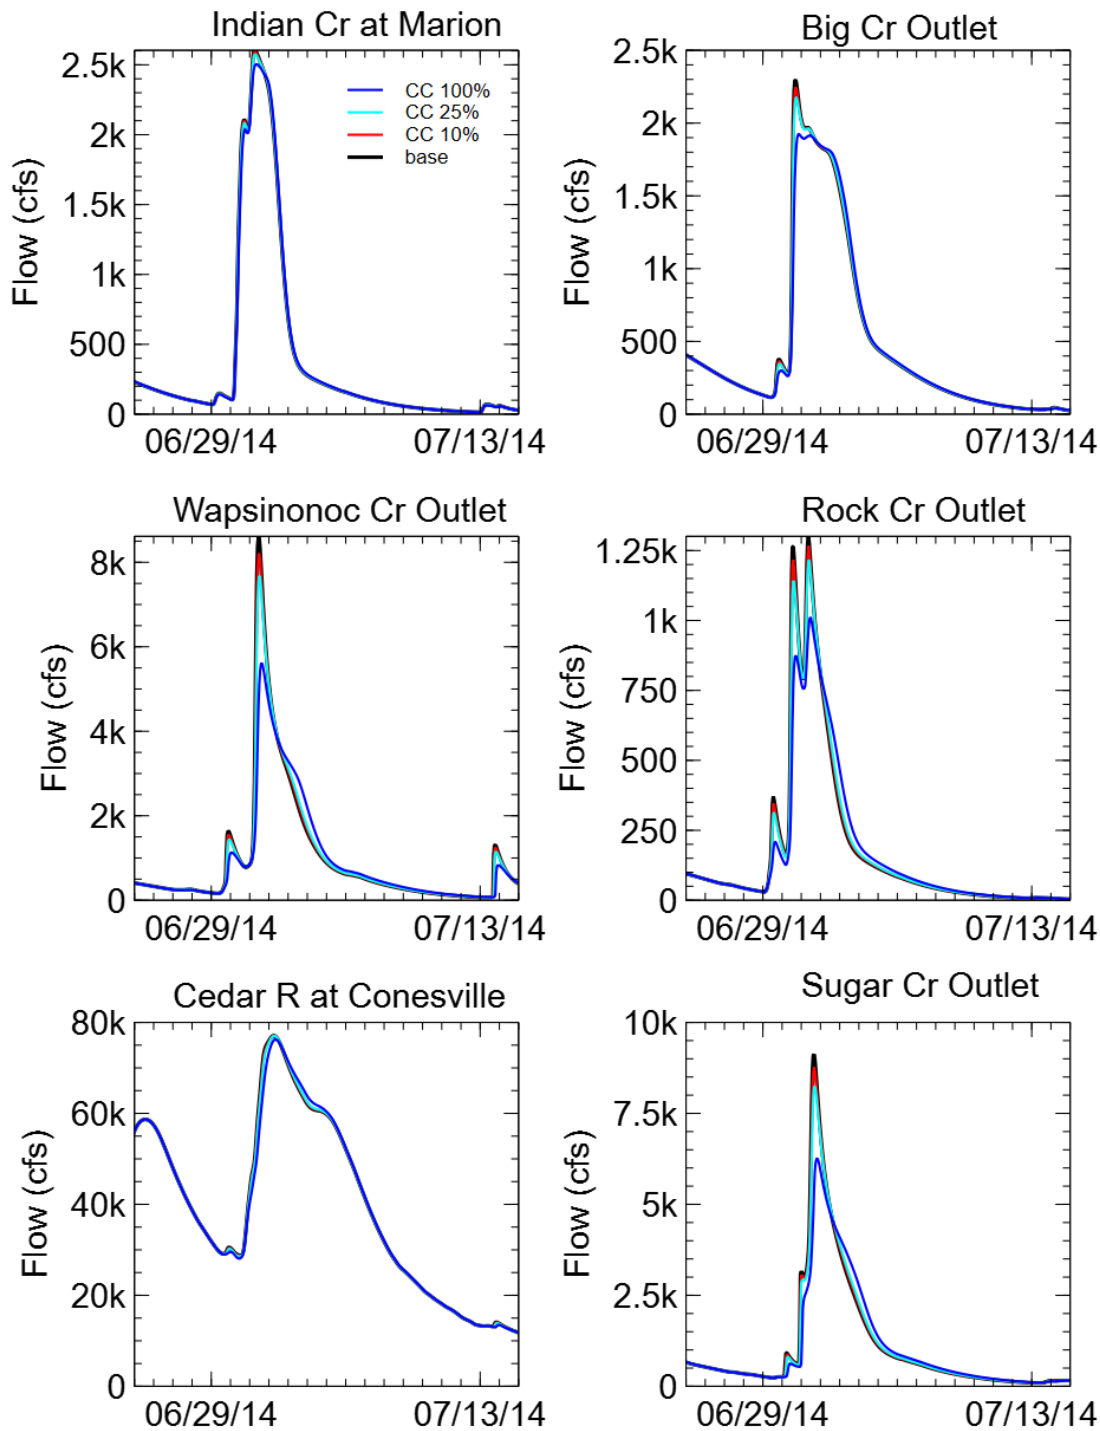 Indian Cr at Marion
Flow (cfs)
2.5k
2k
1.5k
1k
500
0
CC 100%
CC 25%
CC 10%
base
06/29/14
07/13/14
Big Cr Outlet
Flow (cfs)
2.5k
2k
1.5k
1k
500
0
06/29/14
07/13/14
Wapsinonoc Cr Outlet
Flow (cfs)
8k
6k
4k
2k
0
06/29/14
07/13/14
Rock Cr Outlet
Flow (cfs)
1.25k
1k
750
500
250
0
06/29/14
07/13/14
Cedar R at Conesville
Flow (cfs)
80k
60k
40k
20k
0
06/29/14
07/13/14
Sugar Cr Outlet
Flow (cfs)
10k
7.5k
5k
2.5k
0
06/29/14
07/13/14